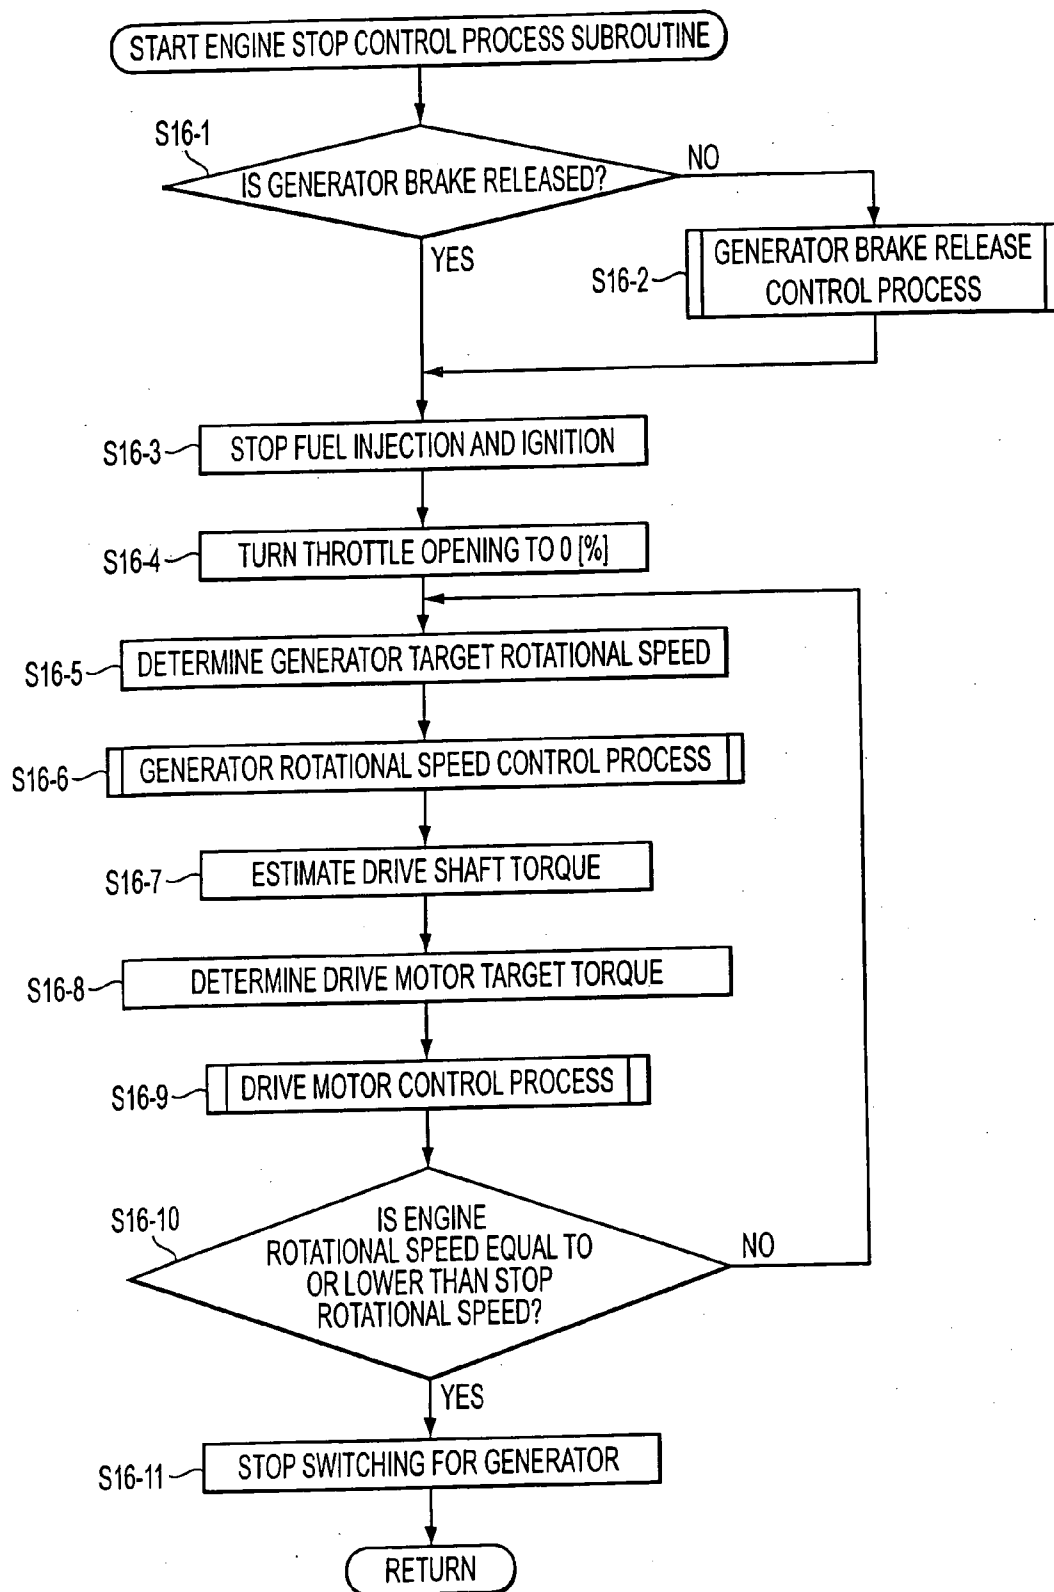 START ENGINE STOP CONTROL PROCESS SUBROUTINE
S16-1
IS GENERATOR BRAKE RELEASED?
NO
YES
S16-2
GENERATOR BRAKE RELEASE
CONTROL PROCESS
S16-3
STOP FUEL INJECTION AND IGNITION
S16-4
TURN THROTTLE OPENING TO 0 [%]
S16-5
DETERMINE GENERATOR TARGET ROTATIONAL SPEED
S16-6
GENERATOR ROTATIONAL SPEED CONTROL PROCESS
S16-7
ESTIMATE DRIVE SHAFT TORQUE
S16-8
DETERMINE DRIVE MOTOR TARGET TORQUE
S16-9
DRIVE MOTOR CONTROL PROCESS
S16-10
IS ENGINE
ROTATIONAL SPEED EQUAL TO
OR LOWER THAN STOP
ROTATIONAL SPEED?
NO
YES
S16-11
STOP SWITCHING FOR GENERATOR
RETURN